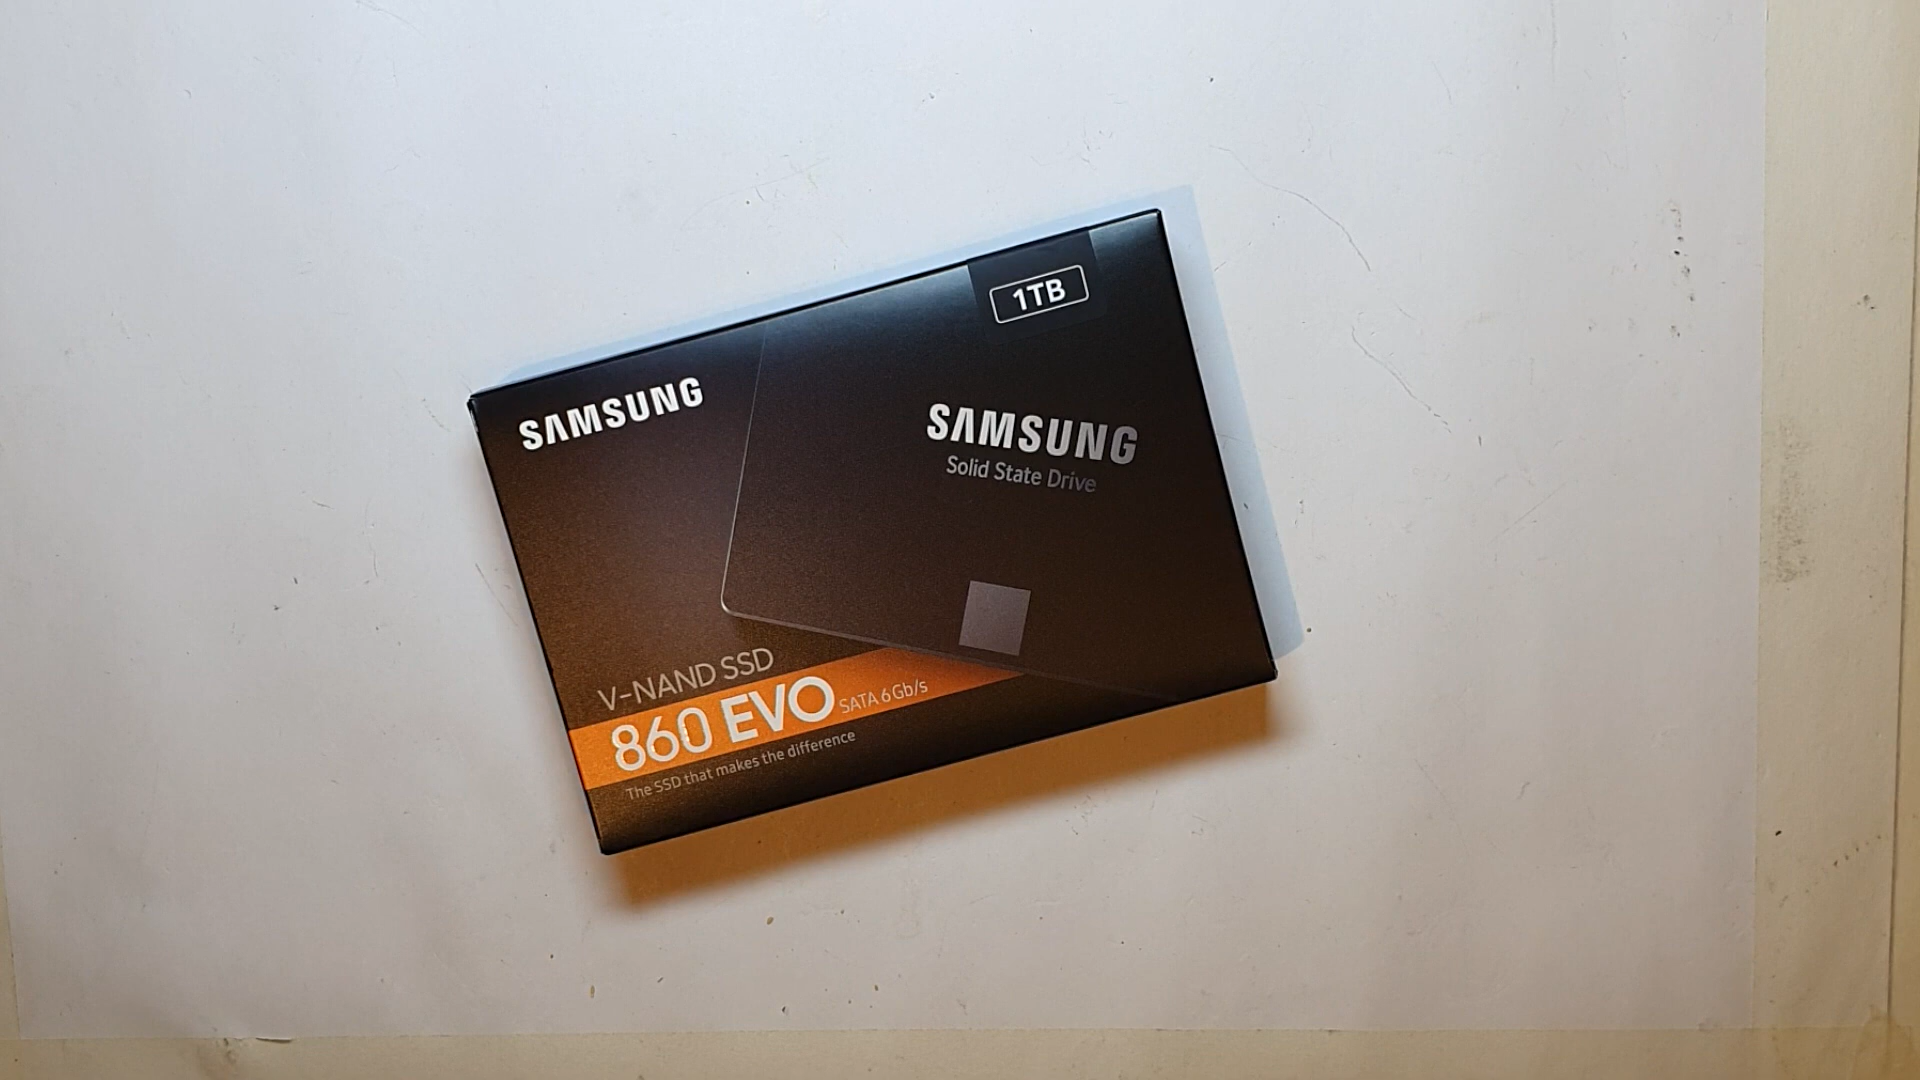 1TB
SAMSUNG
SAMSUNG
Solid State Drive
V-NAND SSD
860 EVO SATA 6 Gb/s
The SSD that makes the difference